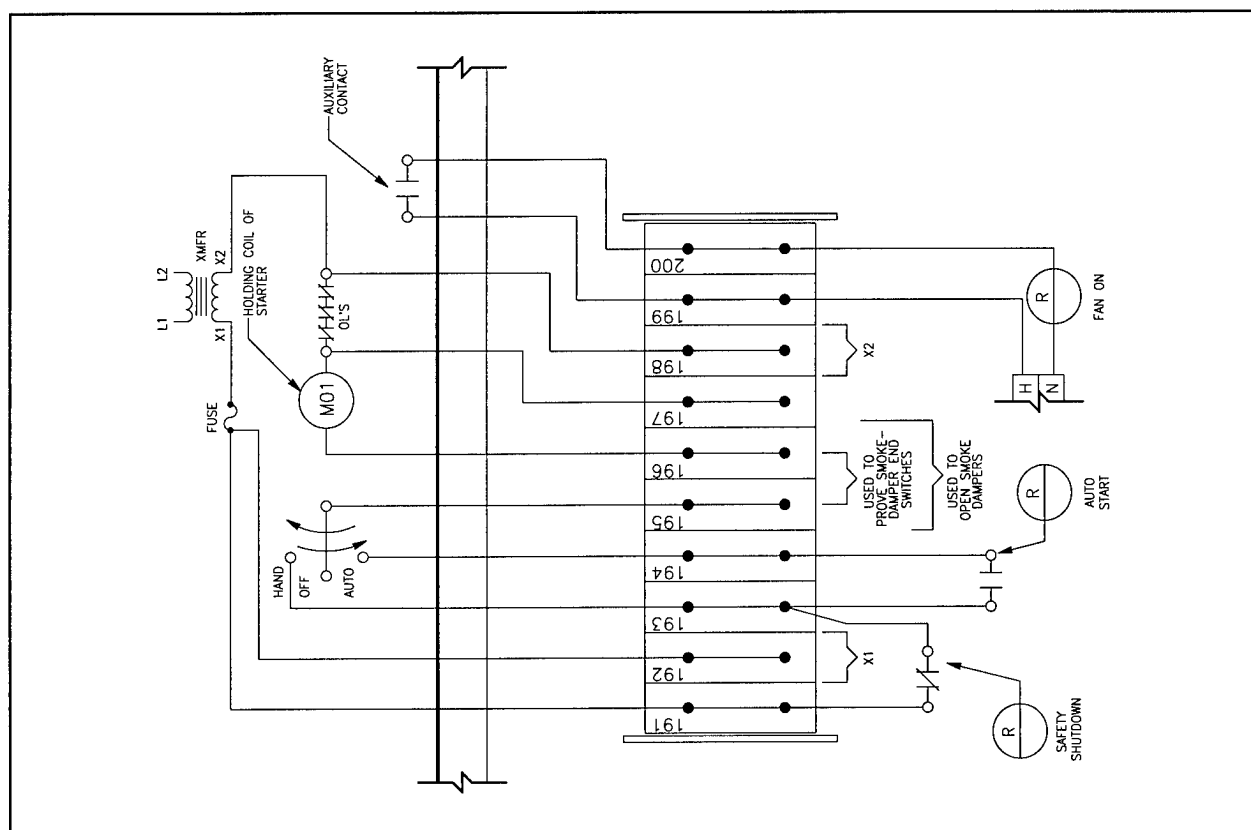 AUXILIARY
CONTACT
L1
L2
XMFR
X1
X2
HOLDING COIL OF
STARTER
FUSE
M01
OL'S
HAND
OFF
AUTO
191
192
193
194
195
196
197
198
199
200
X1
X2
USED TO
PROVE SMOKE-
DAMPER END
SWITCHES
USED TO
OPEN SMOKE
DAMPERS
H
N
R
FAN ON
R
AUTO
START
R
SAFETY
SHUTDOWN